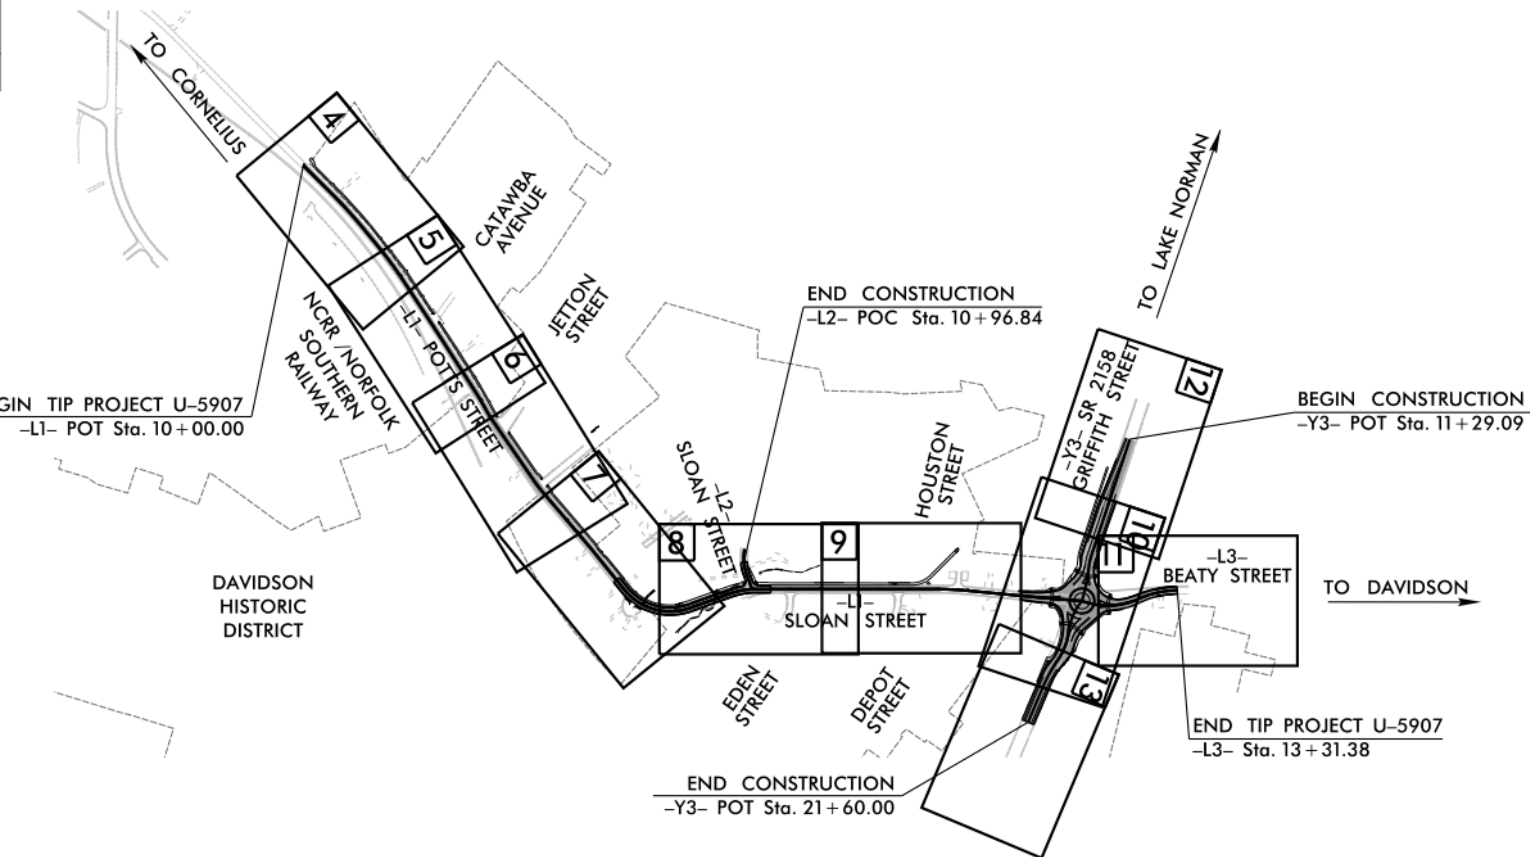 TO CORNELIUS
4
5
CATAWBA
AVENUE
NCRR /NORFOLK
SOUTHERN
RAILWAY
–L1– POTTS STREET
6
JETTON
STREET
GIN TIP PROJECT U–5907
–L1– POT Sta. 10+00.00
7
DAVIDSON
HISTORIC
DISTRICT
END CONSTRUCTION
–L2– POC Sta. 10+96.84
–L2–
SLOAN STREET
8
9
HOUSTON
STREET
–L1–
SLOAN STREET
EDEN
STREET
DEPOT
STREET
TO LAKE NORMAN
–Y3– SR 2158
GRIFFITH STREET
12
BEGIN CONSTRUCTION
–Y3– POT Sta. 11+29.09
10
11
–L3–
BEATY STREET
TO DAVIDSON
13
END TIP PROJECT U–5907
–L3– Sta. 13+31.38
END CONSTRUCTION
–Y3– POT Sta. 21+60.00